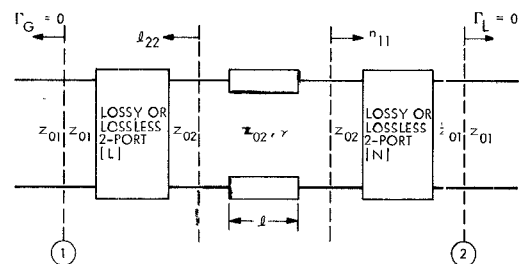 Γ_G = 0
ℓ_22
n_11
Γ_L = 0
Z_01
Z_01
LOSSY OR
LOSSLESS
2-PORT
[L]
Z_02
Z_02, γ
Z_02
LOSSY OR
LOSSLESS
2-PORT
[N]
Z_01
Z_01
ℓ
1
2